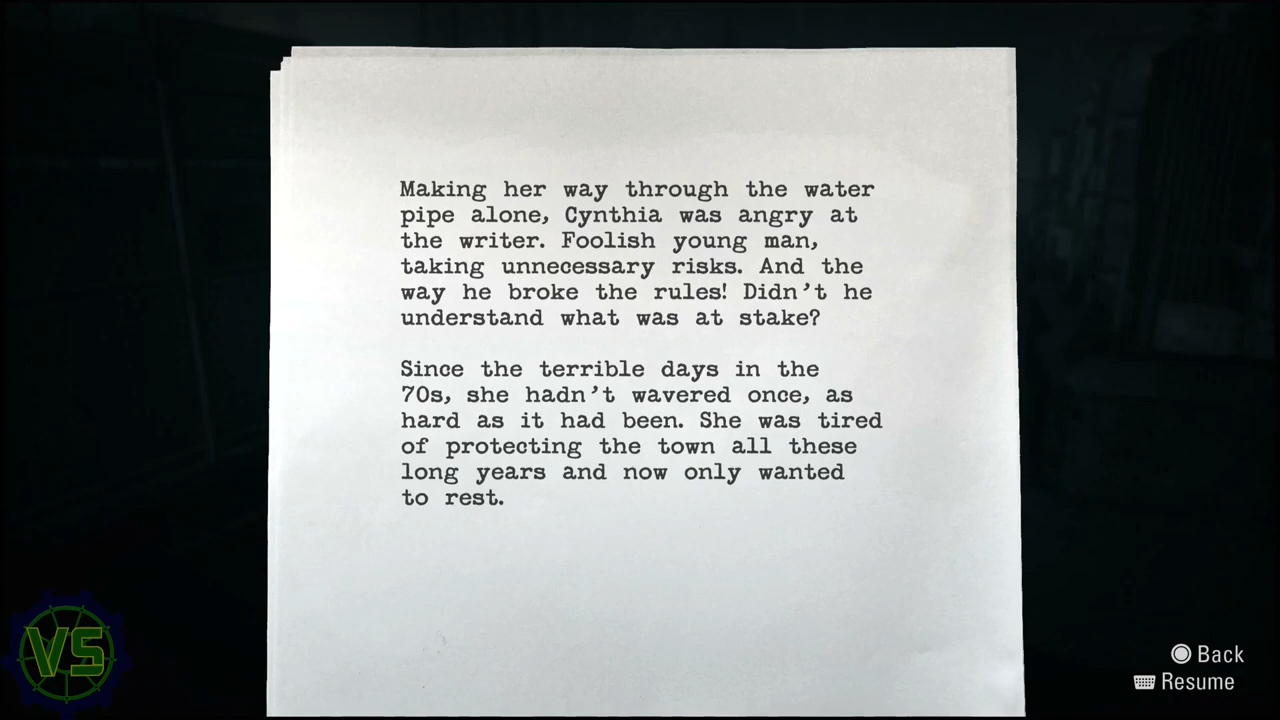 Making her way through the water
pipe alone, Cynthia was angry at
the writer. Foolish young man,
taking unnecessary risks. And the
way he broke the rules! Didn't he
understand what was at stake?
Since the terrible days in the
70s, she hadn't wavered once, as
hard as it had been. She was tired
of protecting the town all these
long years and now only wanted
to rest.
VS
Back
Resume